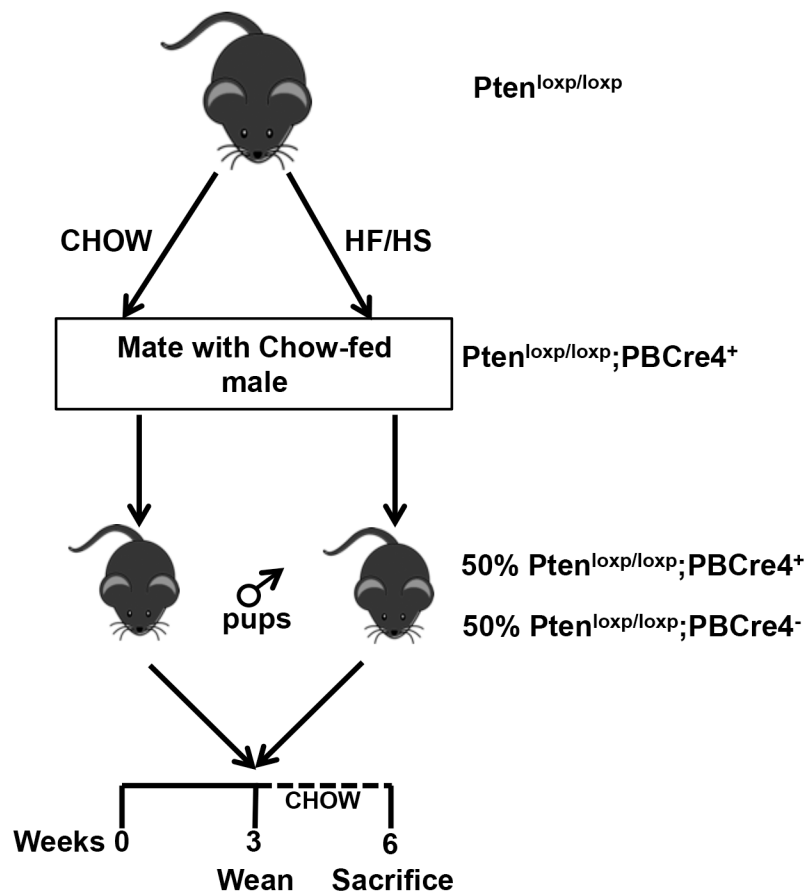 Pten^loxp/loxp
CHOW
HF/HS
Mate with Chow-fed
male
Pten^loxp/loxp;PBCre4^+
♂
pups
50% Pten^loxp/loxp;PBCre4^+
50% Pten^loxp/loxp;PBCre4^-
CHOW
Weeks 0 3 6
Wean Sacrifice